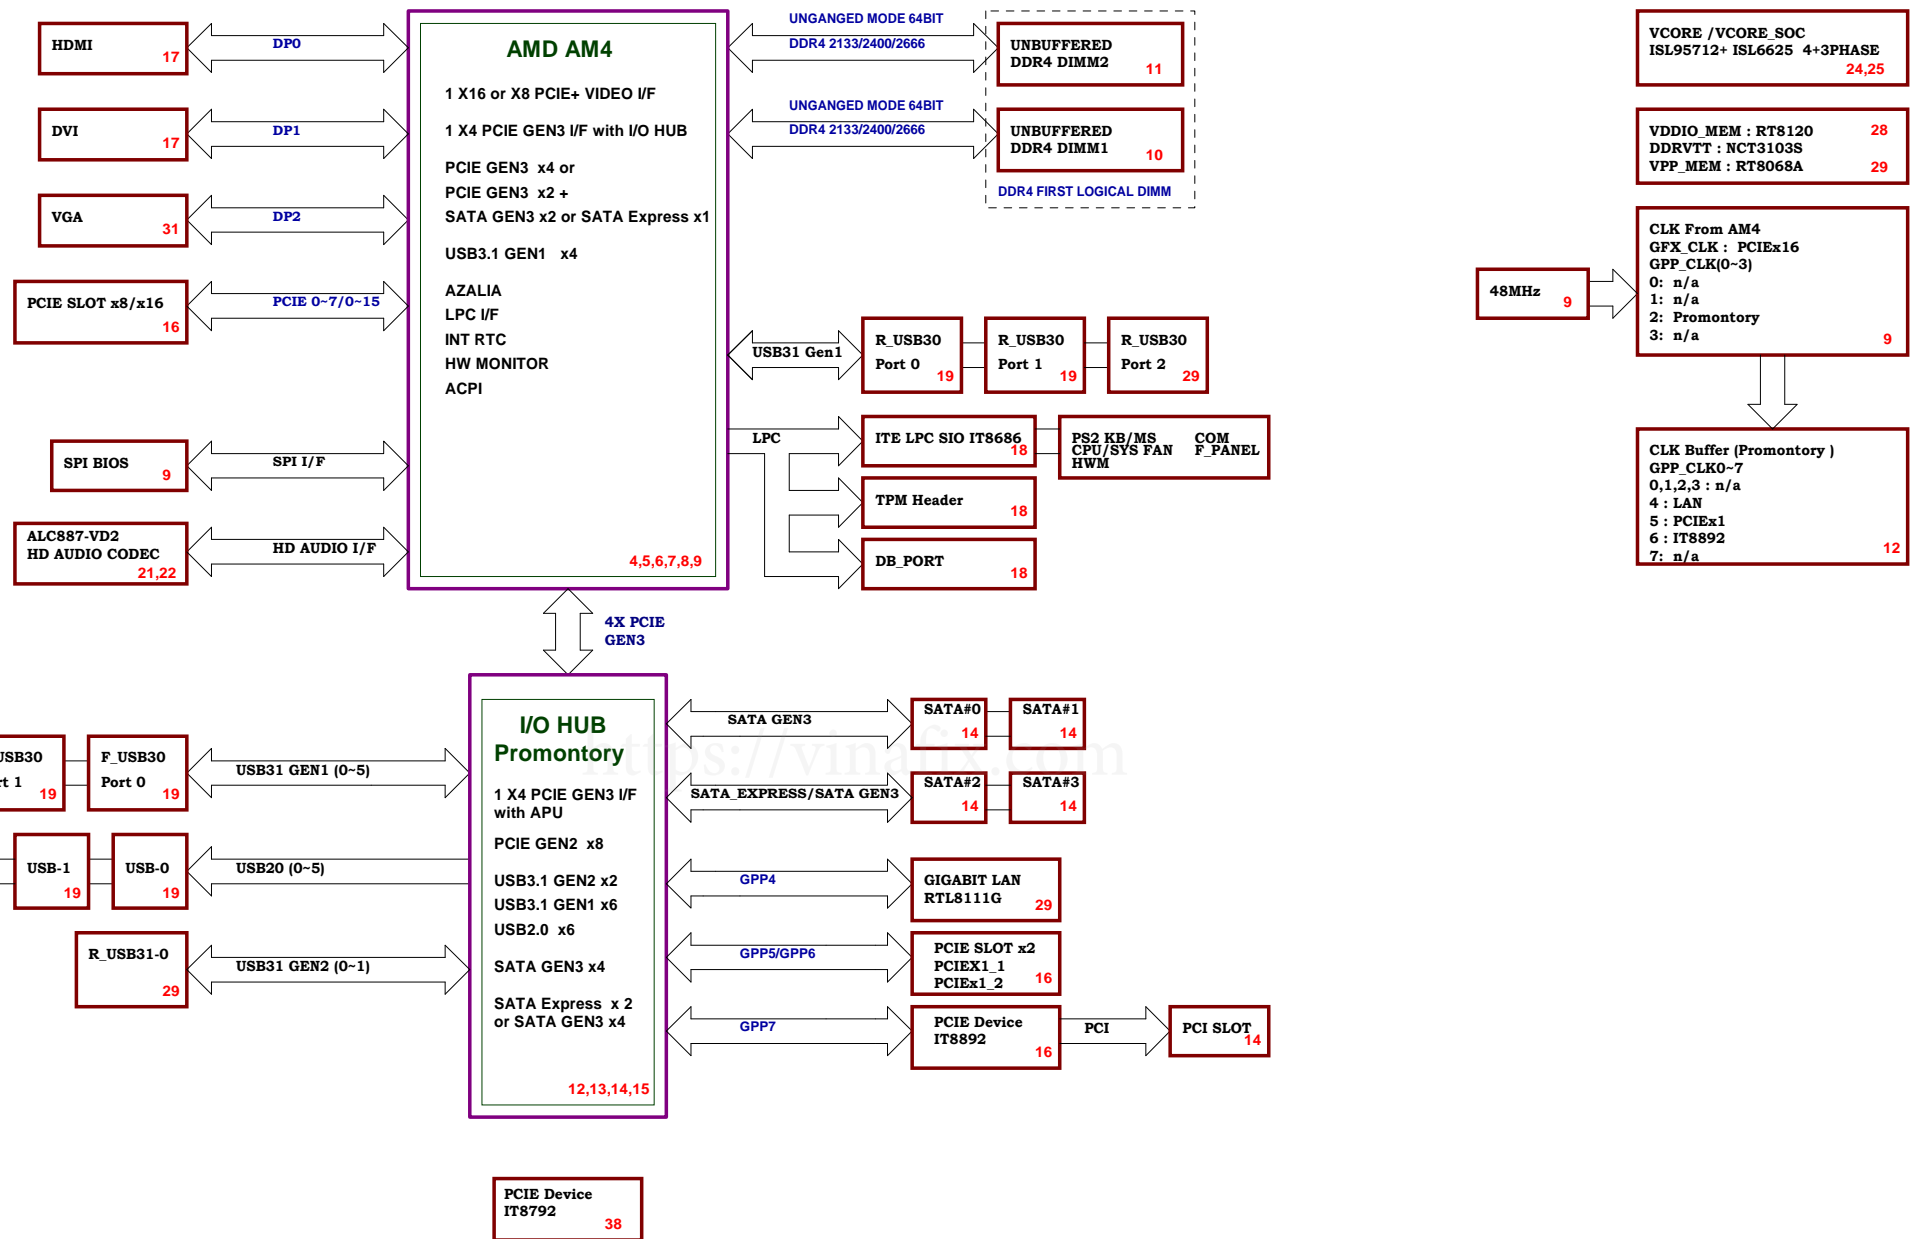 HDMI
17
DP0
DVI
17
DP1
VGA
31
DP2
PCIE SLOT x8/x16
16
PCIE 0~7/0~15
SPI BIOS
9
SPI I/F
ALC887-VD2
HD AUDIO CODEC
21,22
HD AUDIO I/F
AMD AM4
1 X16 or X8 PCIE+ VIDEO I/F
1 X4 PCIE GEN3 I/F with I/O HUB
PCIE GEN3 x4 or
PCIE GEN3 x2 +
SATA GEN3 x2 or SATA Express x1
USB3.1 GEN1 x4
AZALIA
LPC I/F
INT RTC
HW MONITOR
ACPI
4,5,6,7,8,9
UNGANGED MODE 64BIT
DDR4 2133/2400/2666
UNBUFFERED
DDR4 DIMM2
11
UNGANGED MODE 64BIT
DDR4 2133/2400/2666
UNBUFFERED
DDR4 DIMM1
10
DDR4 FIRST LOGICAL DIMM
USB31 Gen1
R_USB30
Port 0
19
R_USB30
Port 1
19
R_USB30
Port 2
29
LPC
ITE LPC SIO IT8686
18
PS2 KB/MS COM
CPU/SYS FAN F_PANEL
HWM
TPM Header
18
DB_PORT
18
VCORE /VCORE_SOC
ISL95712+ ISL6625 4+3PHASE
24,25
VDDIO_MEM : RT8120 28
DDRVTT : NCT3103S
VPP_MEM : RT8068A 29
48MHz
9
CLK From AM4
GFX_CLK : PCIEx16
GPP_CLK(0~3)
0: n/a
1: n/a
2: Promontory
3: n/a
9
CLK Buffer (Promontory )
GPP_CLK0~7
0,1,2,3 : n/a
4 : LAN
5 : PCIEx1
6 : IT8892
7: n/a
12
4X PCIE
GEN3
I/O HUB
Promontory
1 X4 PCIE GEN3 I/F
with APU
PCIE GEN2 x8
USB3.1 GEN2 x2
USB3.1 GEN1 x6
USB2.0 x6
SATA GEN3 x4
SATA Express x 2
or SATA GEN3 x4
12,13,14,15
USB30
rt 1
19
F_USB30
Port 0
19
USB31 GEN1 (0~5)
USB-1
19
USB-0
19
USB20 (0~5)
R_USB31-0
29
USB31 GEN2 (0~1)
SATA GEN3
SATA#0
14
SATA#1
14
https://vinafix.com
SATA_EXPRESS/SATA GEN3
SATA#2
14
SATA#3
14
GPP4
GIGABIT LAN
RTL8111G
29
GPP5/GPP6
PCIE SLOT x2
PCIEX1_1
PCIEx1_2
16
GPP7
PCIE Device
IT8892
16
PCI
PCI SLOT
14
PCIE Device
IT8792
38